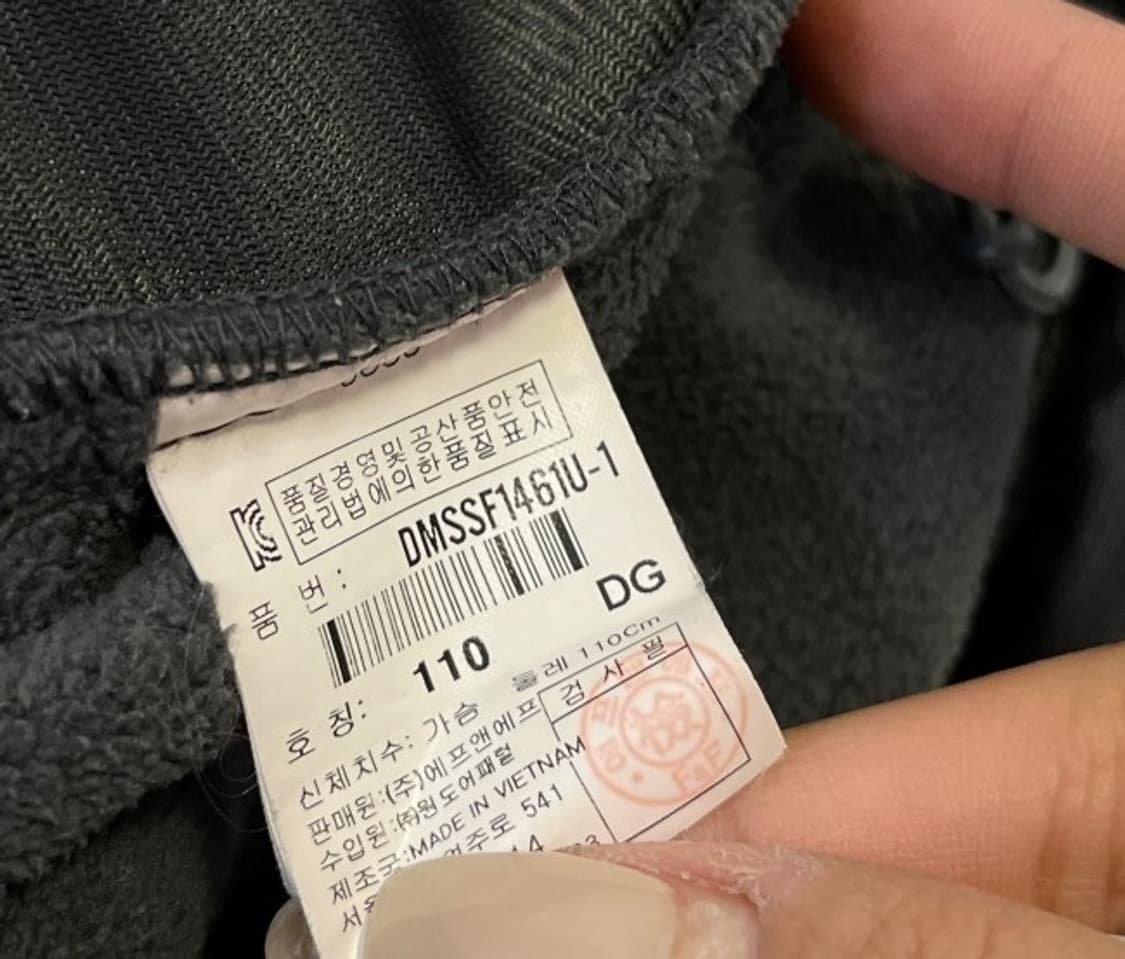 품질경영및공산품안전
관리법에의한품질표시
품 번: DMSSF1461U-1
DG
호 칭: 110
신체치수: 가슴둘레 110Cm
검 사 필
판매원:(주)에프앤에프
수입원:㈜원도어패럴
제조국:MADE IN VIETNAM
여주로 541
F&F